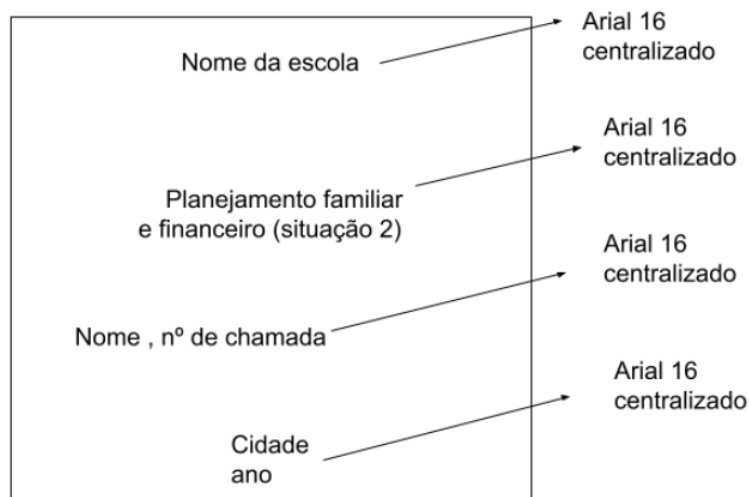 Nome da escola
Arial 16
centralizado
Planejamento familiar
e financeiro (situação 2)
Arial 16
centralizado
Nome , nº de chamada
Arial 16
centralizado
Cidade
ano
Arial 16
centralizado